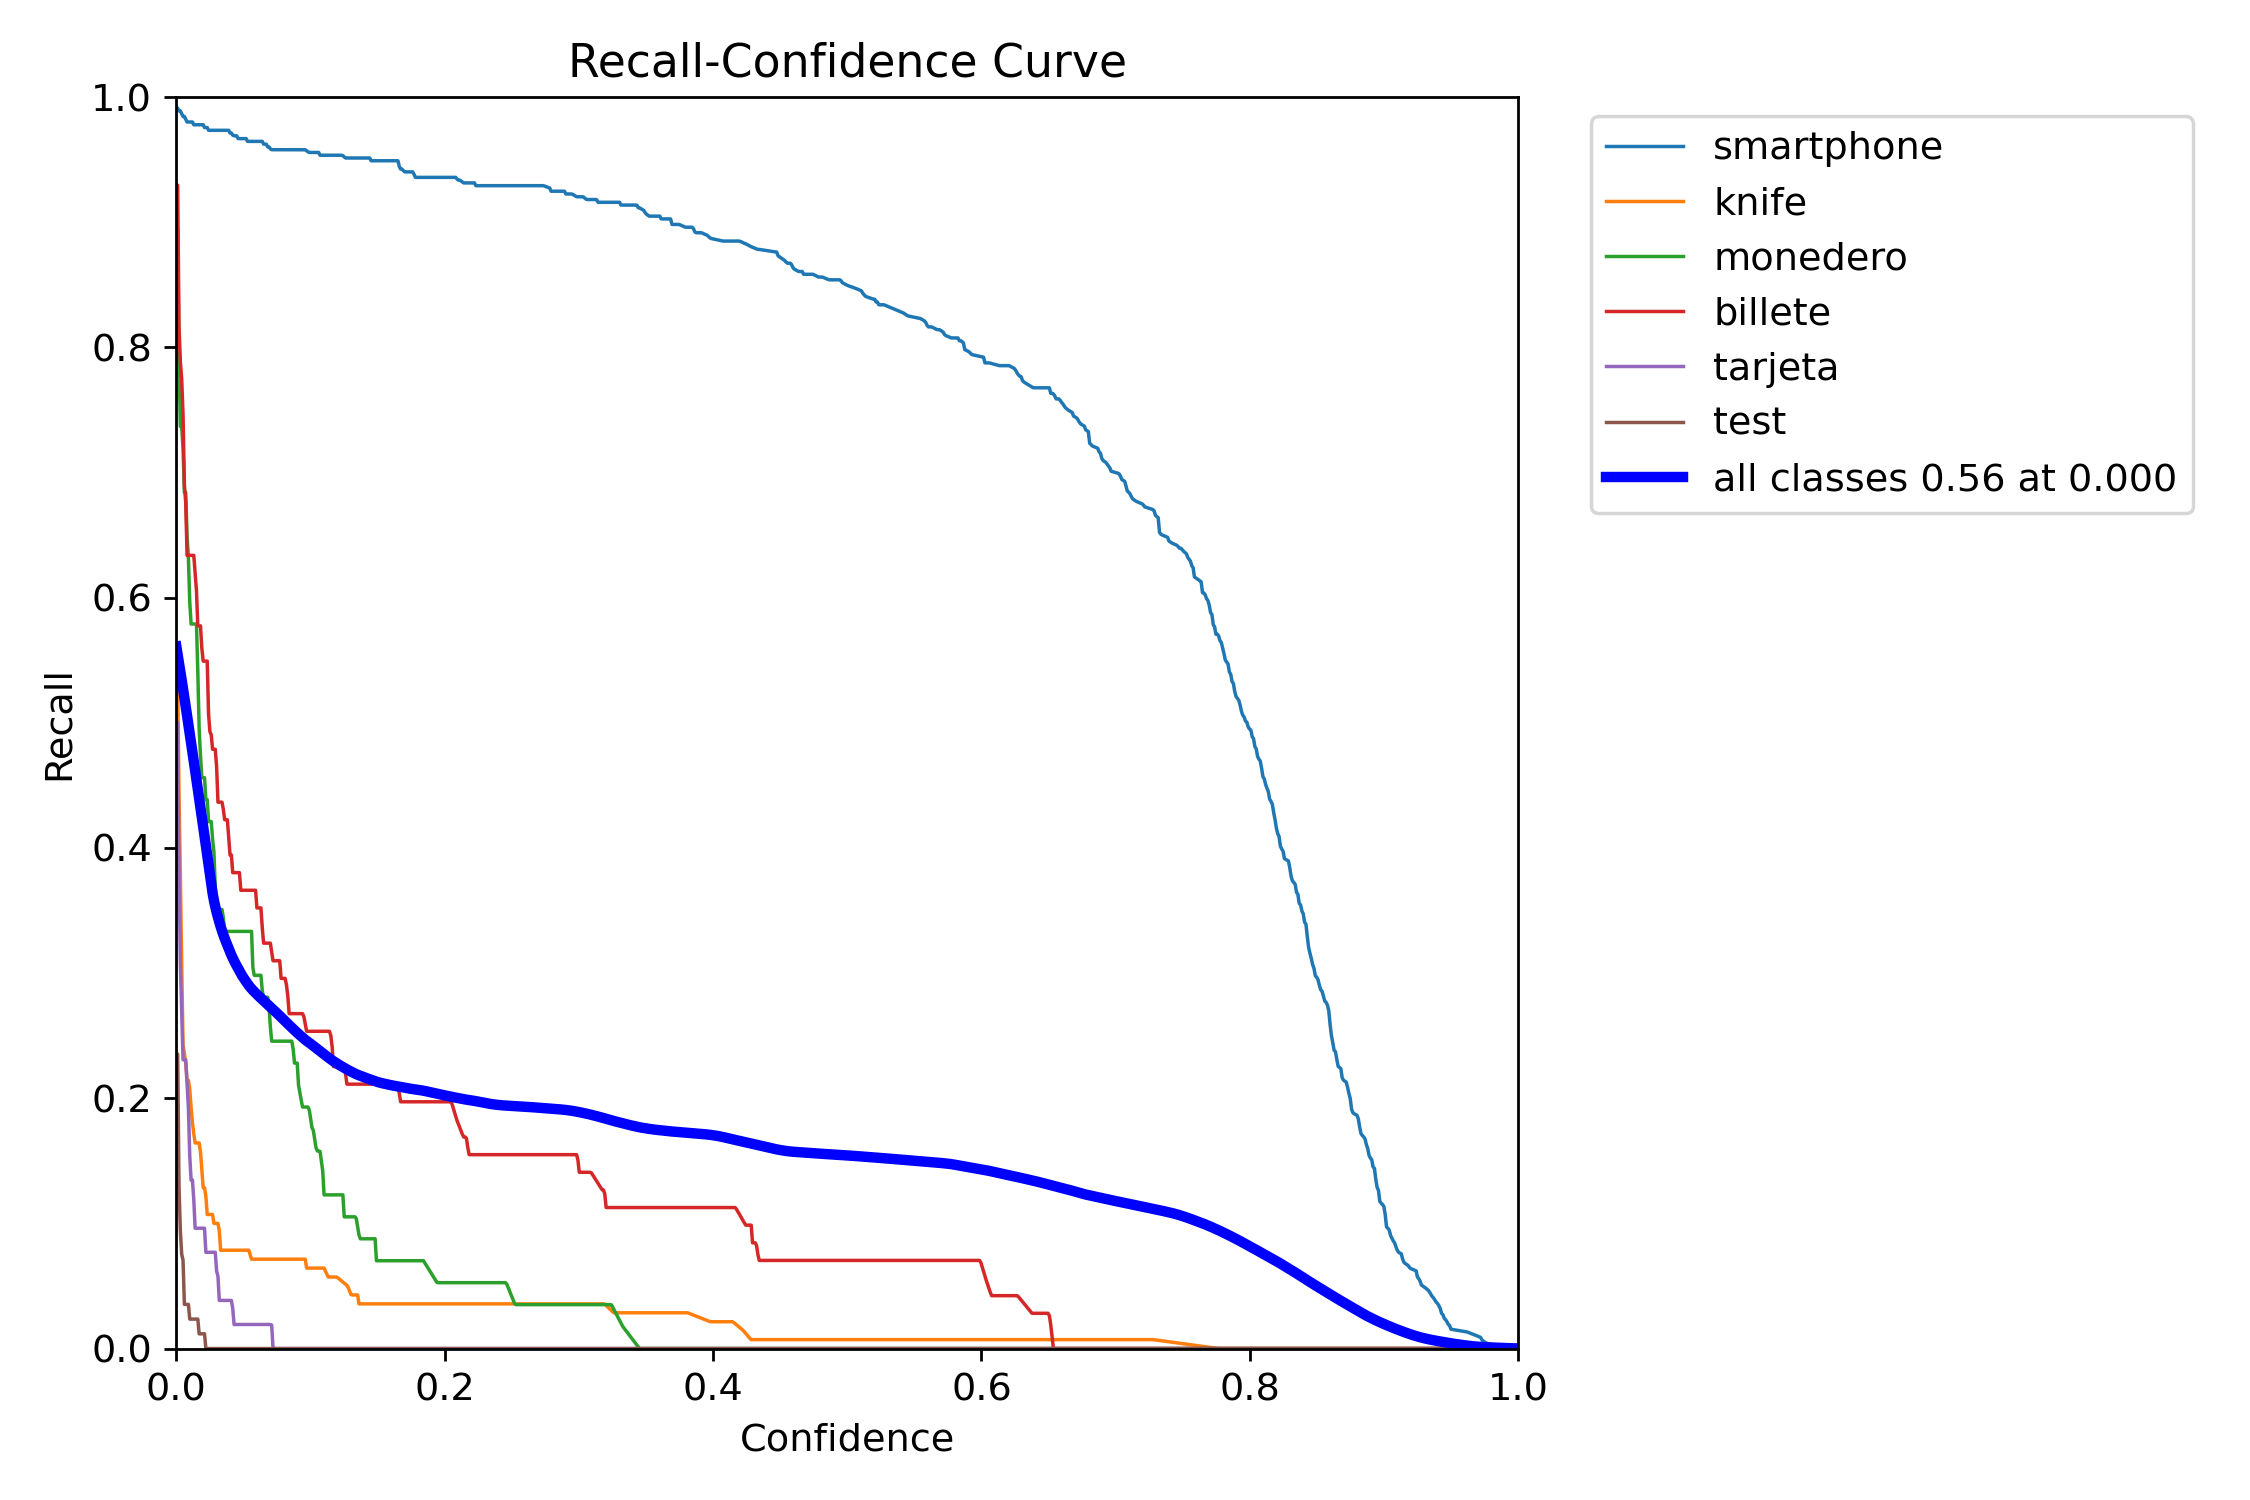 Recall-Confidence Curve
1.0
0.8
0.6
0.4
0.2
0.0
Recall
0.0 0.2 0.4 0.6 0.8 1.0
Confidence
smartphone
knife
monedero
billete
tarjeta
test
all classes 0.56 at 0.000